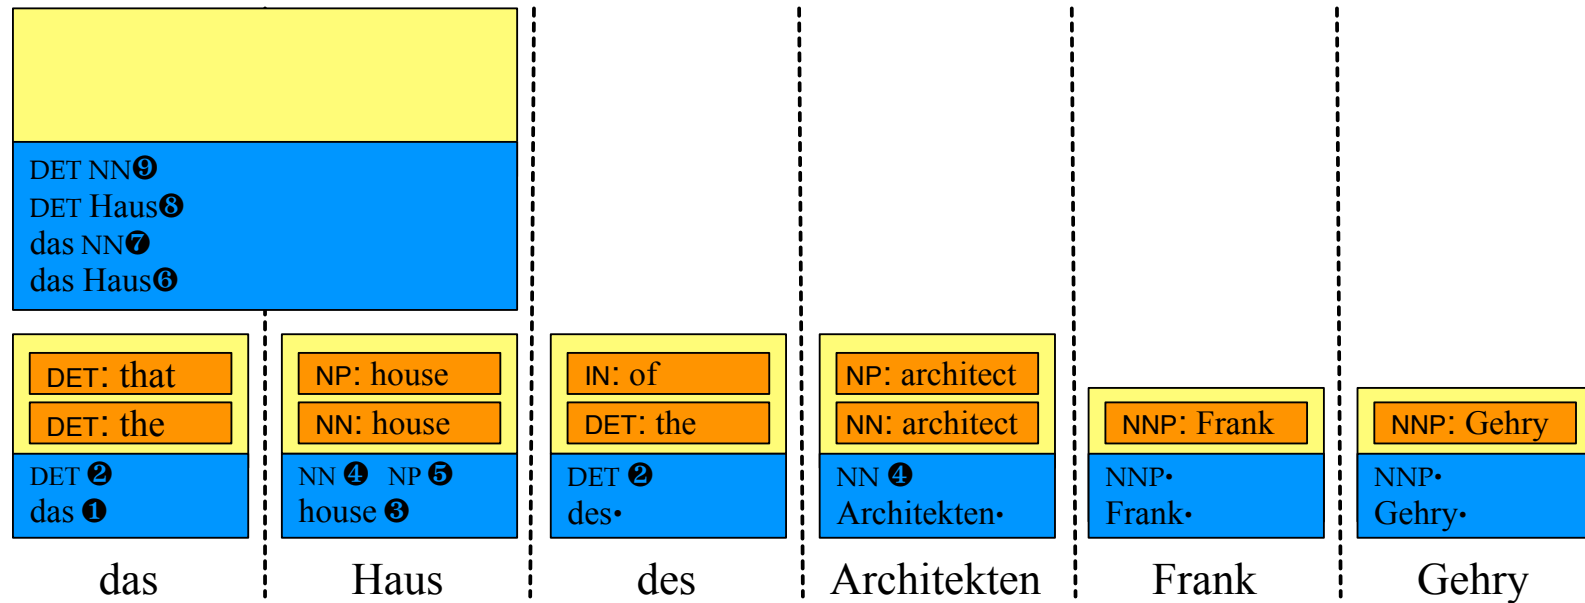 DET NN❾
DET Haus❽
das NN❼
das Haus❻
DET: that
DET: the
DET ❷
das ❶
NP: house
NN: house
NN ❹ NP ❺
house ❸
IN: of
DET: the
DET ❷
des•
NP: architect
NN: architect
NN ❹
Architekten•
NNP: Frank
NNP•
Frank•
NNP: Gehry
NNP•
Gehry•
das Haus des Architekten Frank Gehry